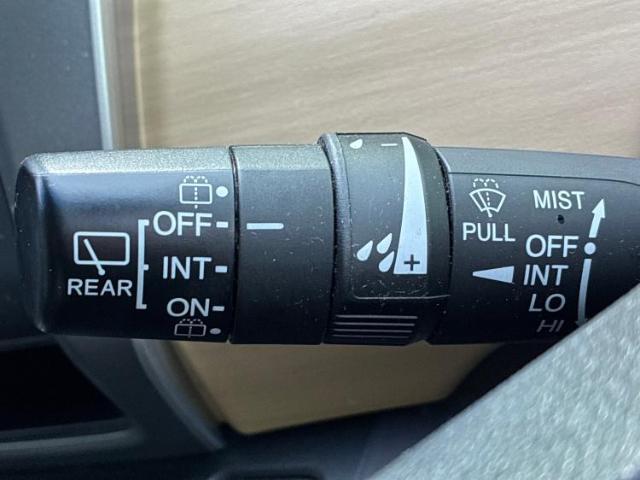 OFF
INT
REAR
ON
-
+
PULL
MIST
OFF
INT
LO
HI